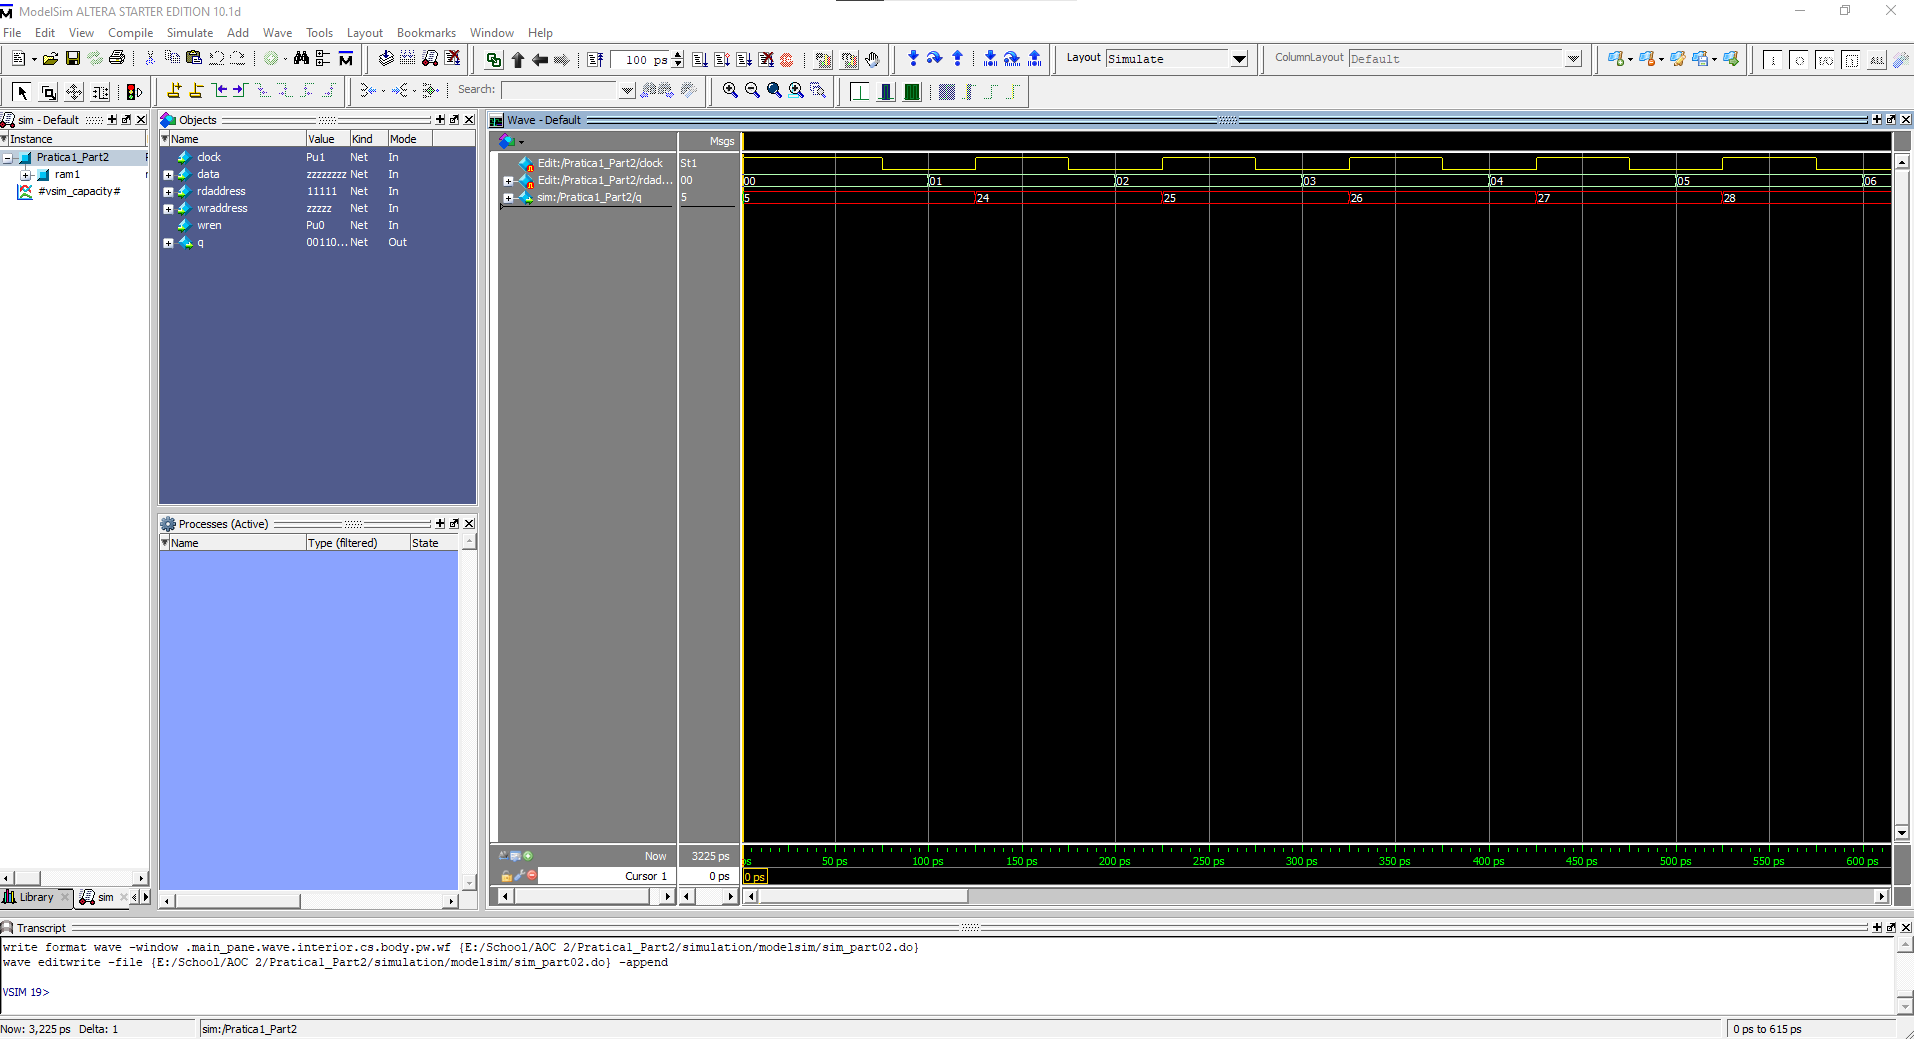 ModelSim ALTERA STARTER EDITION 10.1d
File Edit View Compile Simulate Add Wave Tools Layout Bookmarks Window Help
100 ps
Layout Simulate
ColumnLayout Default
Search:
sim - Default
Instance
Pratica1_Part2
ram1
#vsim_capacity#
Library
sim
Objects
Name Value Kind Mode
clock Pu1 Net In
data zzzzzzzz Net In
rdaddress 11111 Net In
wraddress zzzzz Net In
wren Pu0 Net In
q 00110... Net Out
Processes (Active)
Name Type (filtered) State
Wave - Default
Msgs
Edit:/Pratica1_Part2/clock St1
Edit:/Pratica1_Part2/rdad... 00 00 01 02 03 04 05 06
sim:/Pratica1_Part2/q 5 5 24 25 26 27 28
Now 3225 ps
50 ps 100 ps 150 ps 200 ps 250 ps 300 ps 350 ps 400 ps 450 ps 500 ps 550 ps 600 ps
Cursor 1 0 ps 0 ps
Transcript
write format wave -window .main_pane.wave.interior.cs.body.pw.wf {E:/School/AOC 2/Pratica1_Part2/simulation/modelsim/sim_part02.do}
wave editwrite -file {E:/School/AOC 2/Pratica1_Part2/simulation/modelsim/sim_part02.do} -append
VSIM 19>
Now: 3,225 ps Delta: 1
sim:/Pratica1_Part2
0 ps to 615 ps